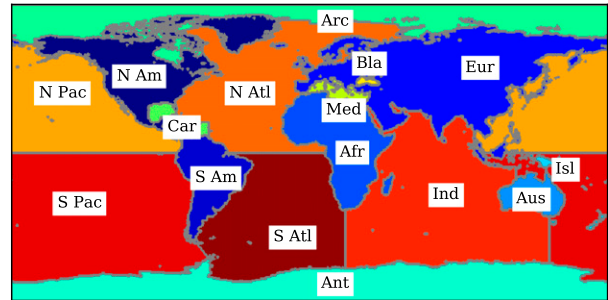 Arc
Bla
Eur
N Am
N Pac
N Atl
Med
Car
Afr
Isl
S Am
Ind
Aus
S Pac
S Atl
Ant